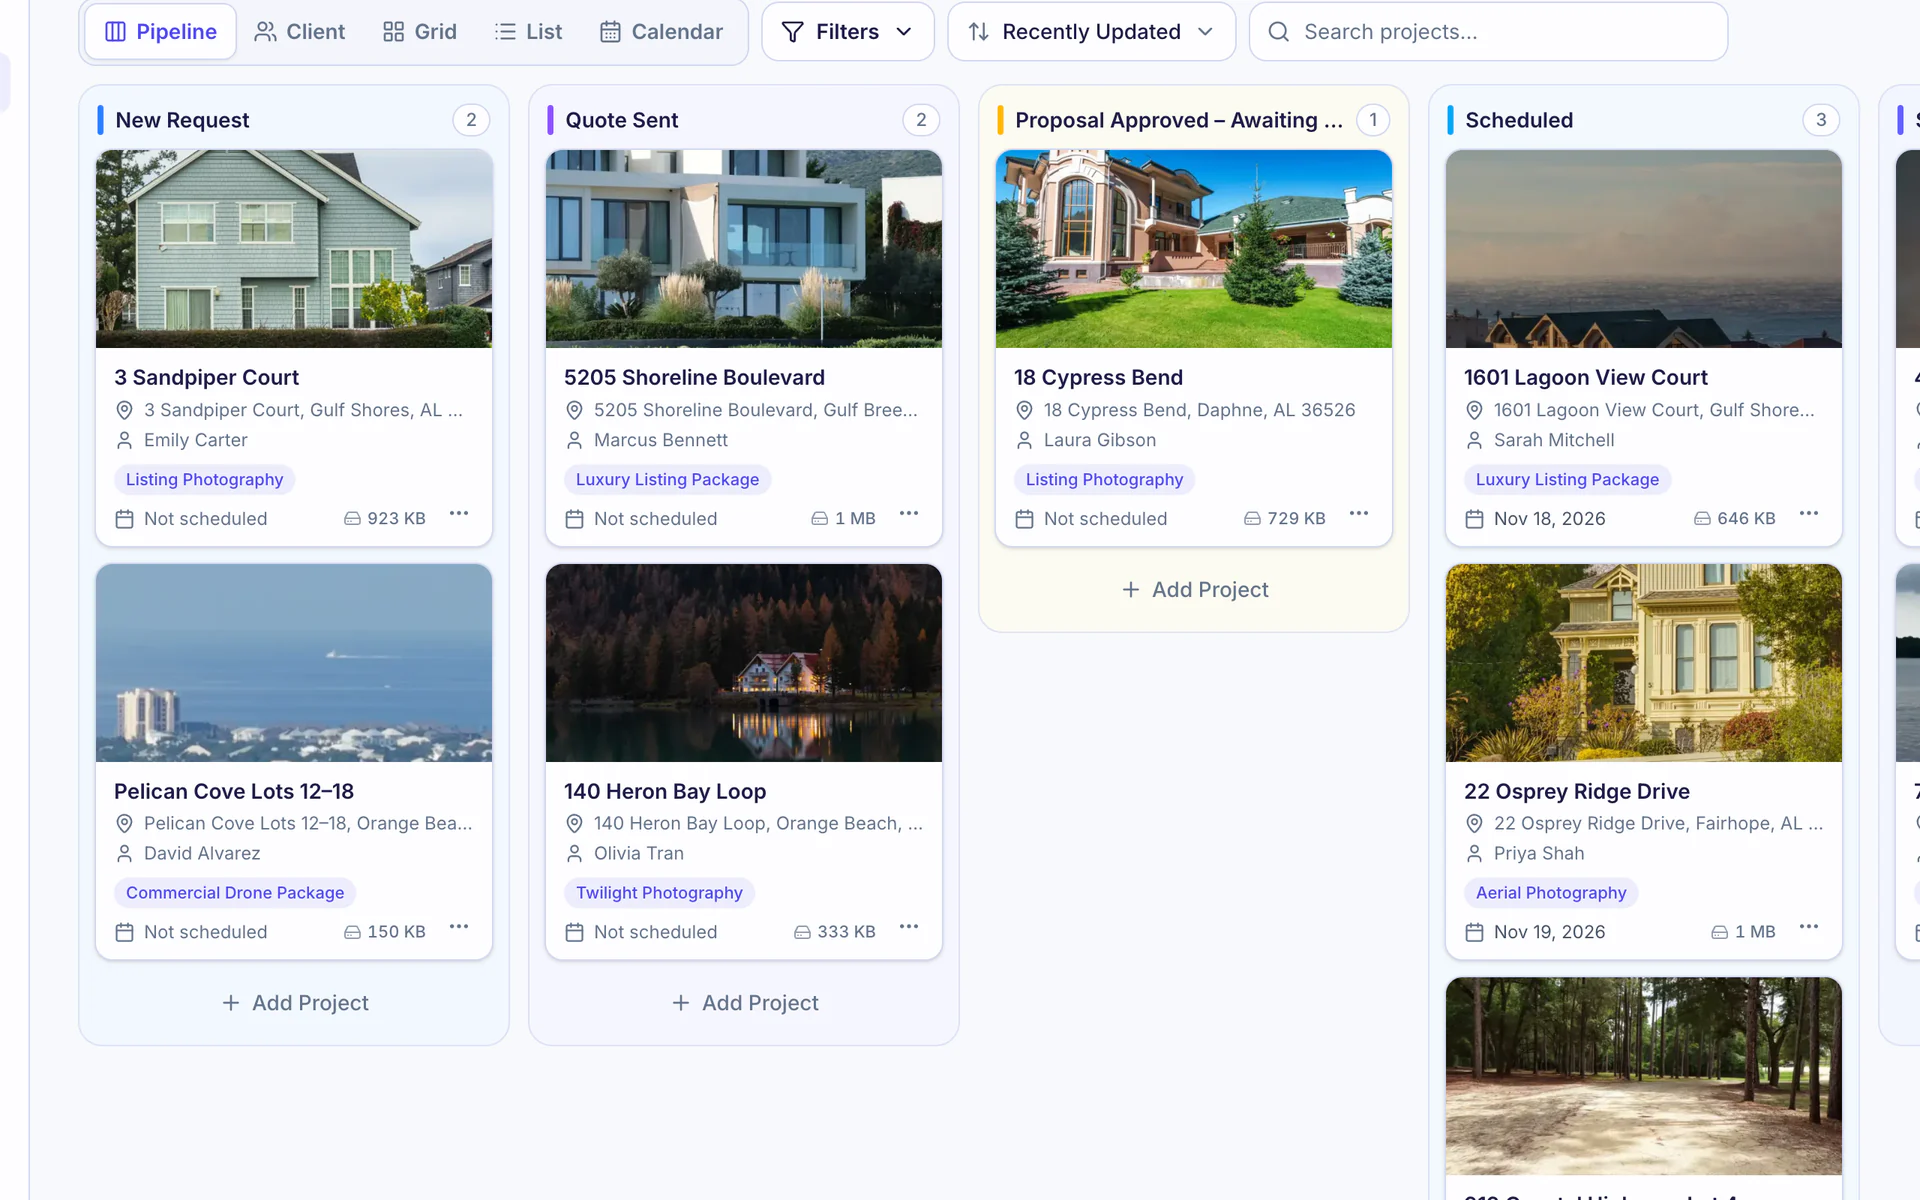 Pipeline Client Grid List Calendar Filters Recently Updated Search projects...
New Request 2
3 Sandpiper Court
3 Sandpiper Court, Gulf Shores, AL ...
Emily Carter
Listing Photography
Not scheduled 923 KB
Pelican Cove Lots 12–18
Pelican Cove Lots 12–18, Orange Bea...
David Alvarez
Commercial Drone Package
Not scheduled 150 KB
+ Add Project
Quote Sent 2
5205 Shoreline Boulevard
5205 Shoreline Boulevard, Gulf Bree...
Marcus Bennett
Luxury Listing Package
Not scheduled 1 MB
140 Heron Bay Loop
140 Heron Bay Loop, Orange Beach, ...
Olivia Tran
Twilight Photography
Not scheduled 333 KB
+ Add Project
Proposal Approved – Awaiting ... 1
18 Cypress Bend
18 Cypress Bend, Daphne, AL 36526
Laura Gibson
Listing Photography
Not scheduled 729 KB
+ Add Project
Scheduled 3
1601 Lagoon View Court
1601 Lagoon View Court, Gulf Shore...
Sarah Mitchell
Luxury Listing Package
Nov 18, 2026 646 KB
22 Osprey Ridge Drive
22 Osprey Ridge Drive, Fairhope, AL ...
Priya Shah
Aerial Photography
Nov 19, 2026 1 MB